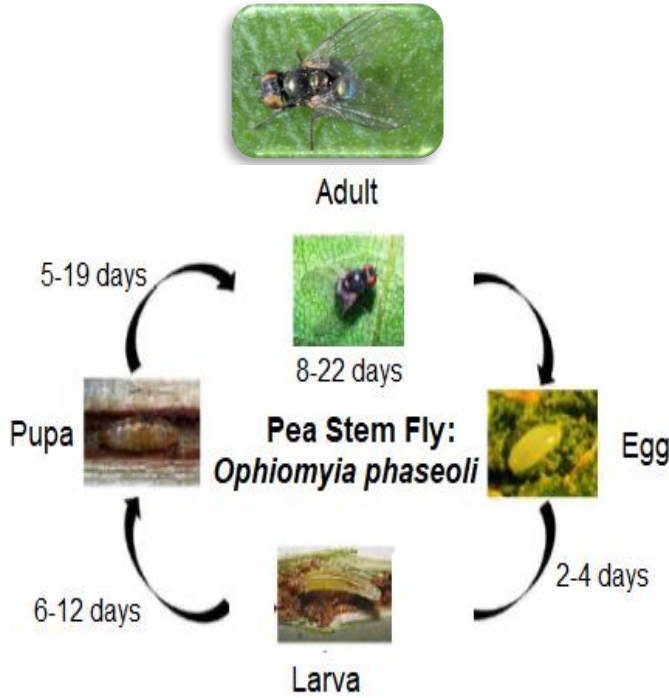 Adult
5-19 days
8-22 days
Pupa
Pea Stem Fly:
Ophiomyia phaseoli
Egg
2-4 days
6-12 days
Larva